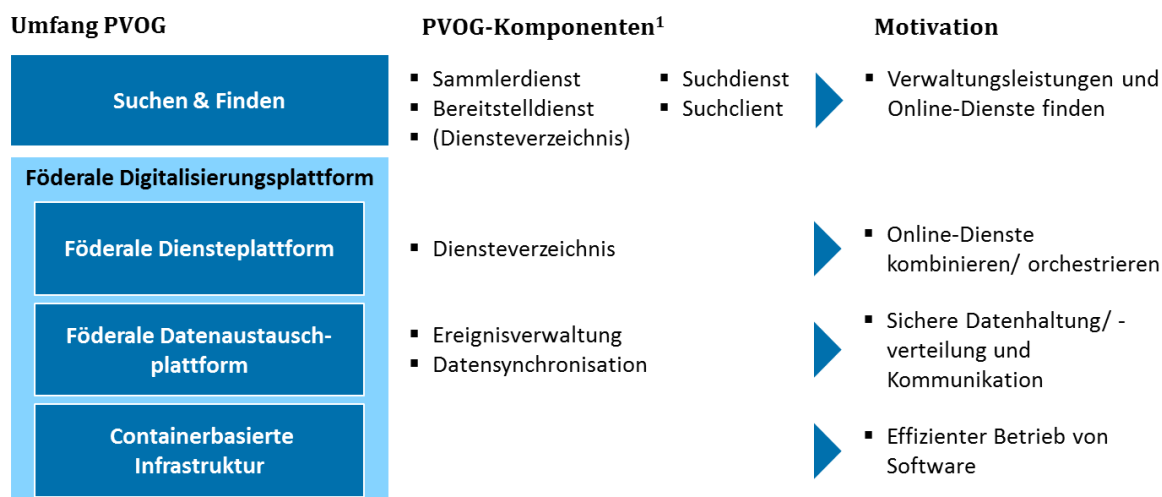 Umfang PVOG
PVOG-Komponenten¹
Motivation
Suchen & Finden
▪ Sammlerdienst
▪ Bereitstelldienst
▪ (Diensteverzeichnis)
▪ Suchdienst
▪ Suchclient
▪ Verwaltungsleistungen und
Online-Dienste finden
Föderale Digitalisierungsplattform
Föderale Diensteplattform
▪ Diensteverzeichnis
▪ Online-Dienste
kombinieren/ orchestrieren
Föderale Datenaustausch-
plattform
▪ Ereignisverwaltung
▪ Datensynchronisation
▪ Sichere Datenhaltung/ -
verteilung und
Kommunikation
Containerbasierte
Infrastruktur
▪ Effizienter Betrieb von
Software